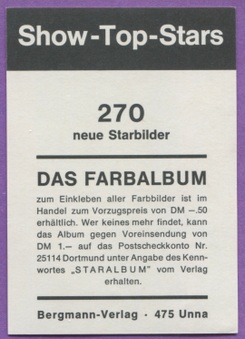 Show-Top-Stars
270
neue Starbilder
DAS FARBALBUM
zum Einkleben aller Farbbilder ist im
Handel zum Vorzugspreis von DM —.50
erhältlich. Wer keines mehr findet, kann
das Album gegen Voreinsendung von
DM 1.— auf das Postscheckkonto Nr.
25114 Dortmund unter Angabe des Kenn-
wortes „STARALBUM" vom Verlag
erhalten.
Bergmann-Verlag · 475 Unna